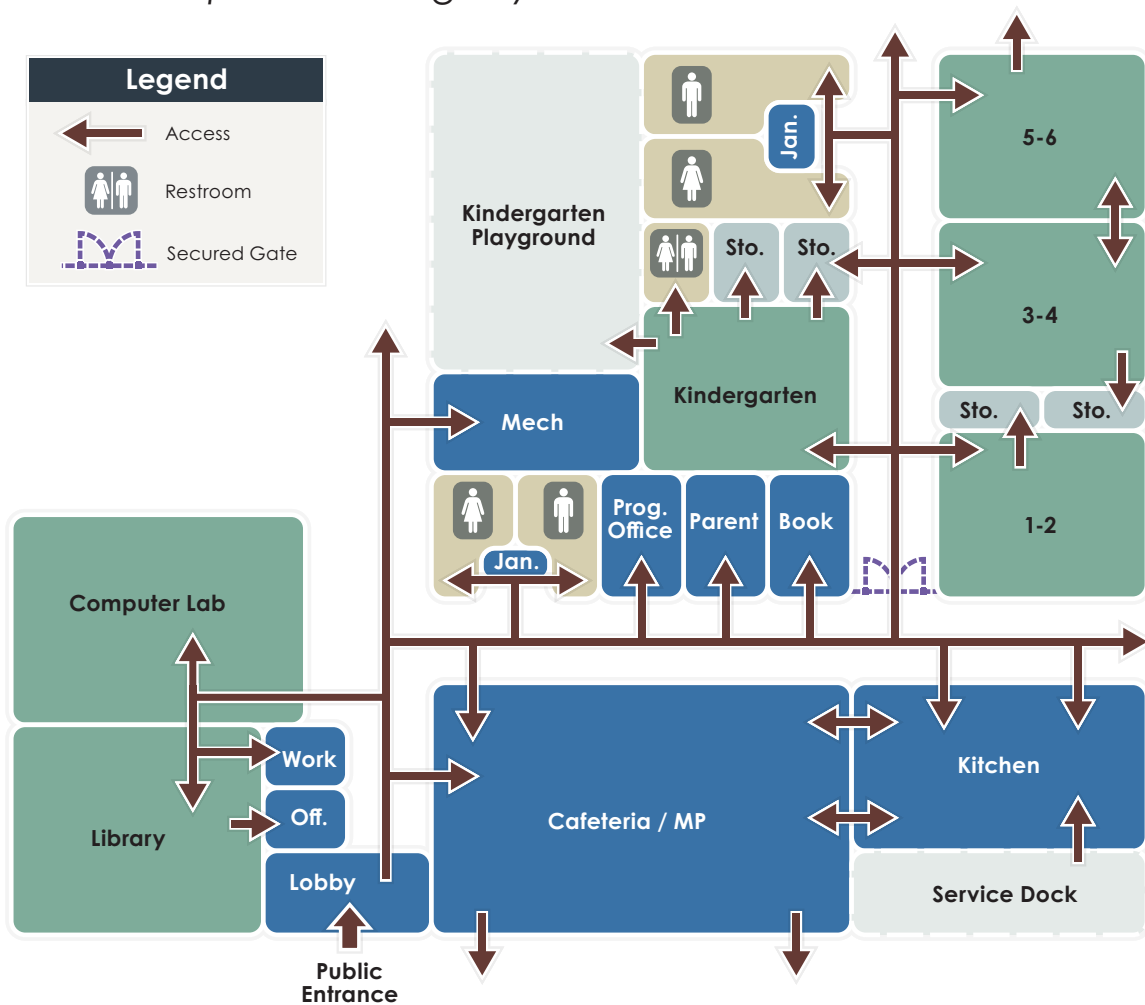 Legend
Access
Restroom
Secured Gate
Kindergarten
Playground
Jan.
Sto.
Sto.
Kindergarten
Mech
5-6
3-4
Sto.
Sto.
1-2
Prog.
Office
Parent
Book
Jan.
Computer Lab
Library
Work
Off.
Lobby
Public
Entrance
Cafeteria / MP
Kitchen
Service Dock